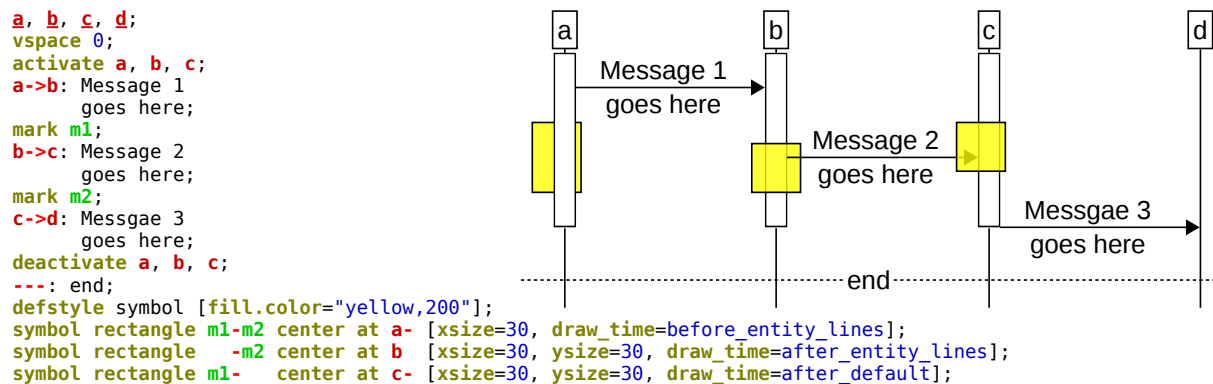 a, b, c, d;
vspace 0;
activate a, b, c;
a->b: Message 1
goes here;
mark m1;
b->c: Message 2
goes here;
mark m2;
c->d: Messgae 3
goes here;
deactivate a, b, c;
---: end;
defstyle symbol [fill.color="yellow,200"];
symbol rectangle m1-m2 center at a- [xsize=30, draw_time=before_entity_lines];
symbol rectangle -m2 center at b [xsize=30, ysize=30, draw_time=after_entity_lines];
symbol rectangle m1- center at c- [xsize=30, ysize=30, draw_time=after_default];
a b c d
Message 1
goes here
Message 2
goes here
Messgae 3
goes here
end